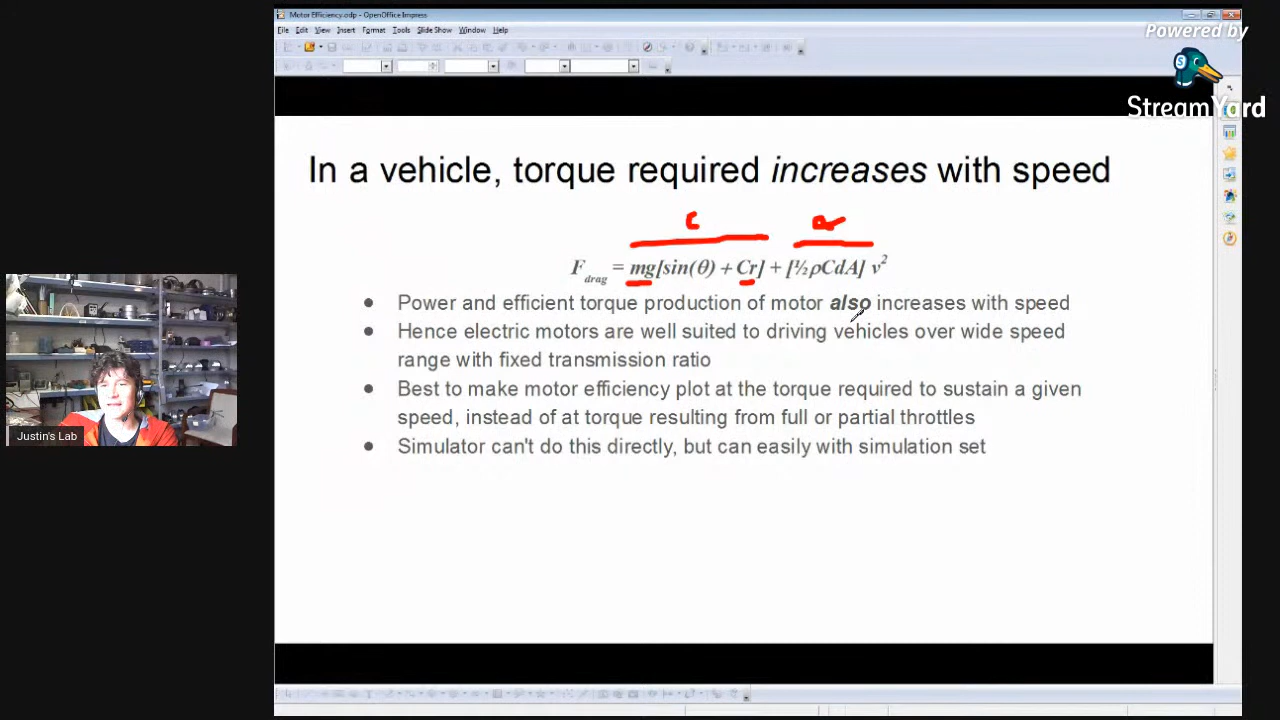 Motor Efficiency.odp - OpenOffice Impress
File Edit View Insert Format Tools Slide Show Window Help
Powered by
S
StreamYard
In a vehicle, torque required increases with speed
C
F_drag = mg[sin(θ) + Cr] + [½ρCdA] v²
• Power and efficient torque production of motor also increases with speed
• Hence electric motors are well suited to driving vehicles over wide speed
range with fixed transmission ratio
• Best to make motor efficiency plot at the torque required to sustain a given
speed, instead of at torque resulting from full or partial throttles
• Simulator can't do this directly, but can easily with simulation set
Justin's Lab